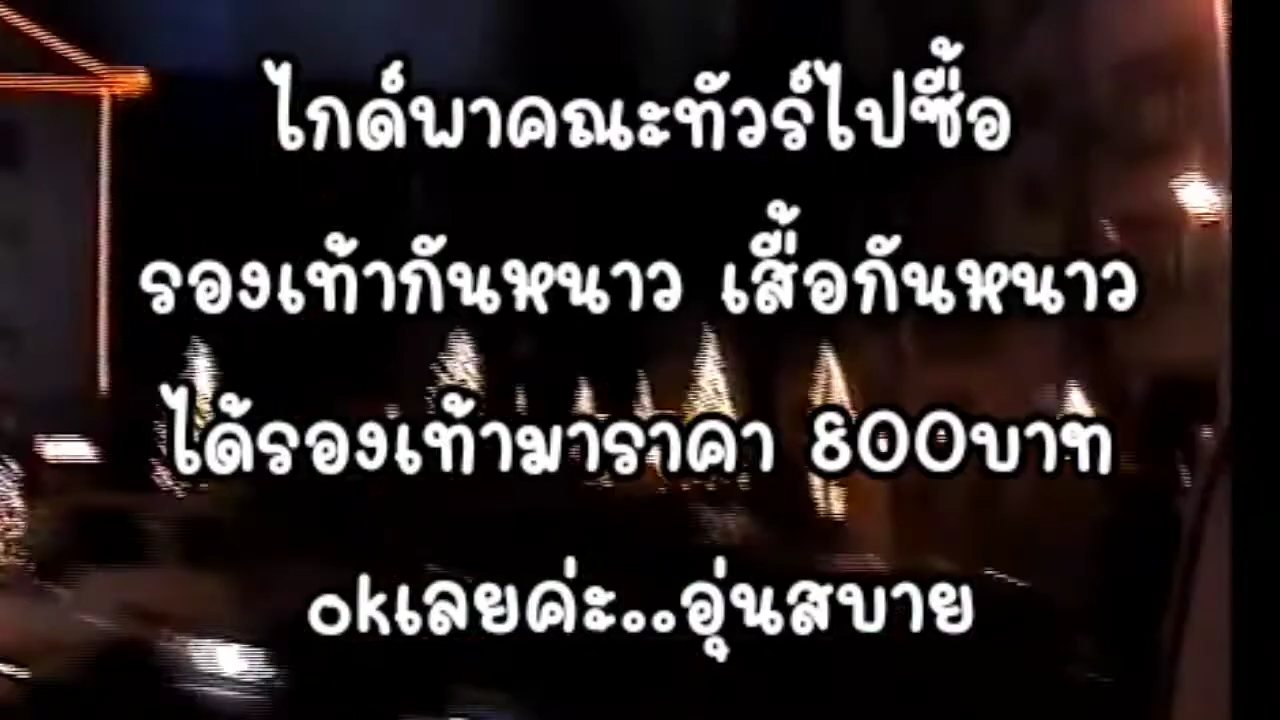 ไกด์พาคณะทัวร์ไปซื้อ
รองเท้ากันหนาว เสื้อกันหนาว
ได้รองเท้ามาราคา 800บาท
okเลยค่ะ..อุ่นสบาย